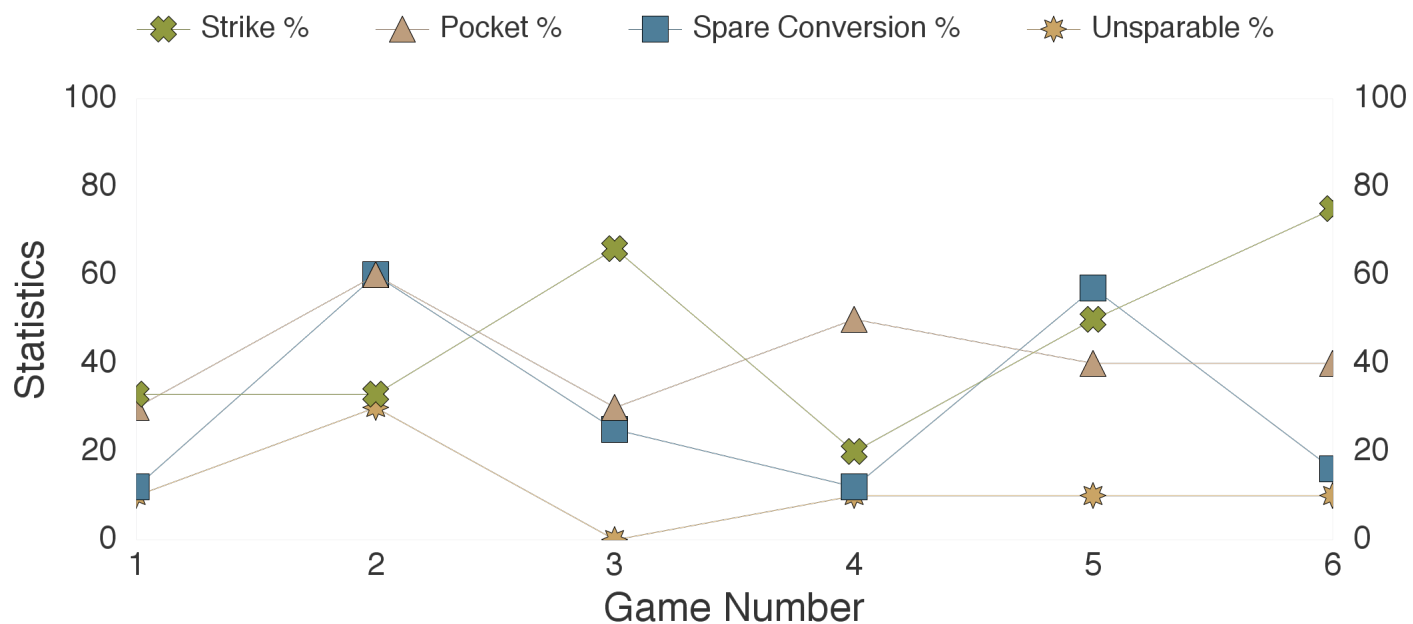 Strike % Pocket % Spare Conversion % Unsparable %
100 100
80 80
60 60
40 40
20 20
0 0
Statistics
1 2 3 4 5 6
Game Number